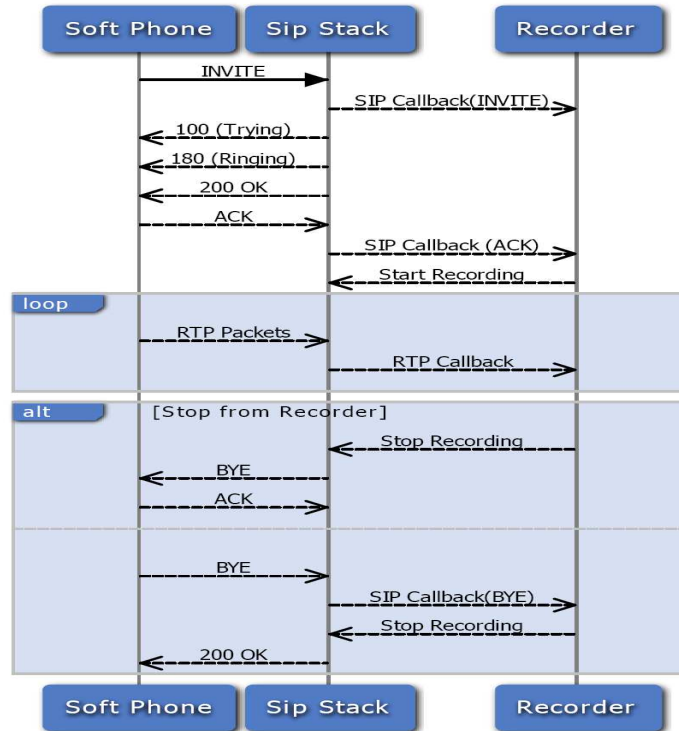 Soft Phone Sip Stack Recorder
INVITE
SIP Callback(INVITE)
100 (Trying)
180 (Ringing)
200 OK
ACK
SIP Callback (ACK)
Start Recording
loop
RTP Packets
RTP Callback
alt [Stop from Recorder]
Stop Recording
BYE
ACK
BYE
SIP Callback(BYE)
Stop Recording
200 OK
Soft Phone Sip Stack Recorder